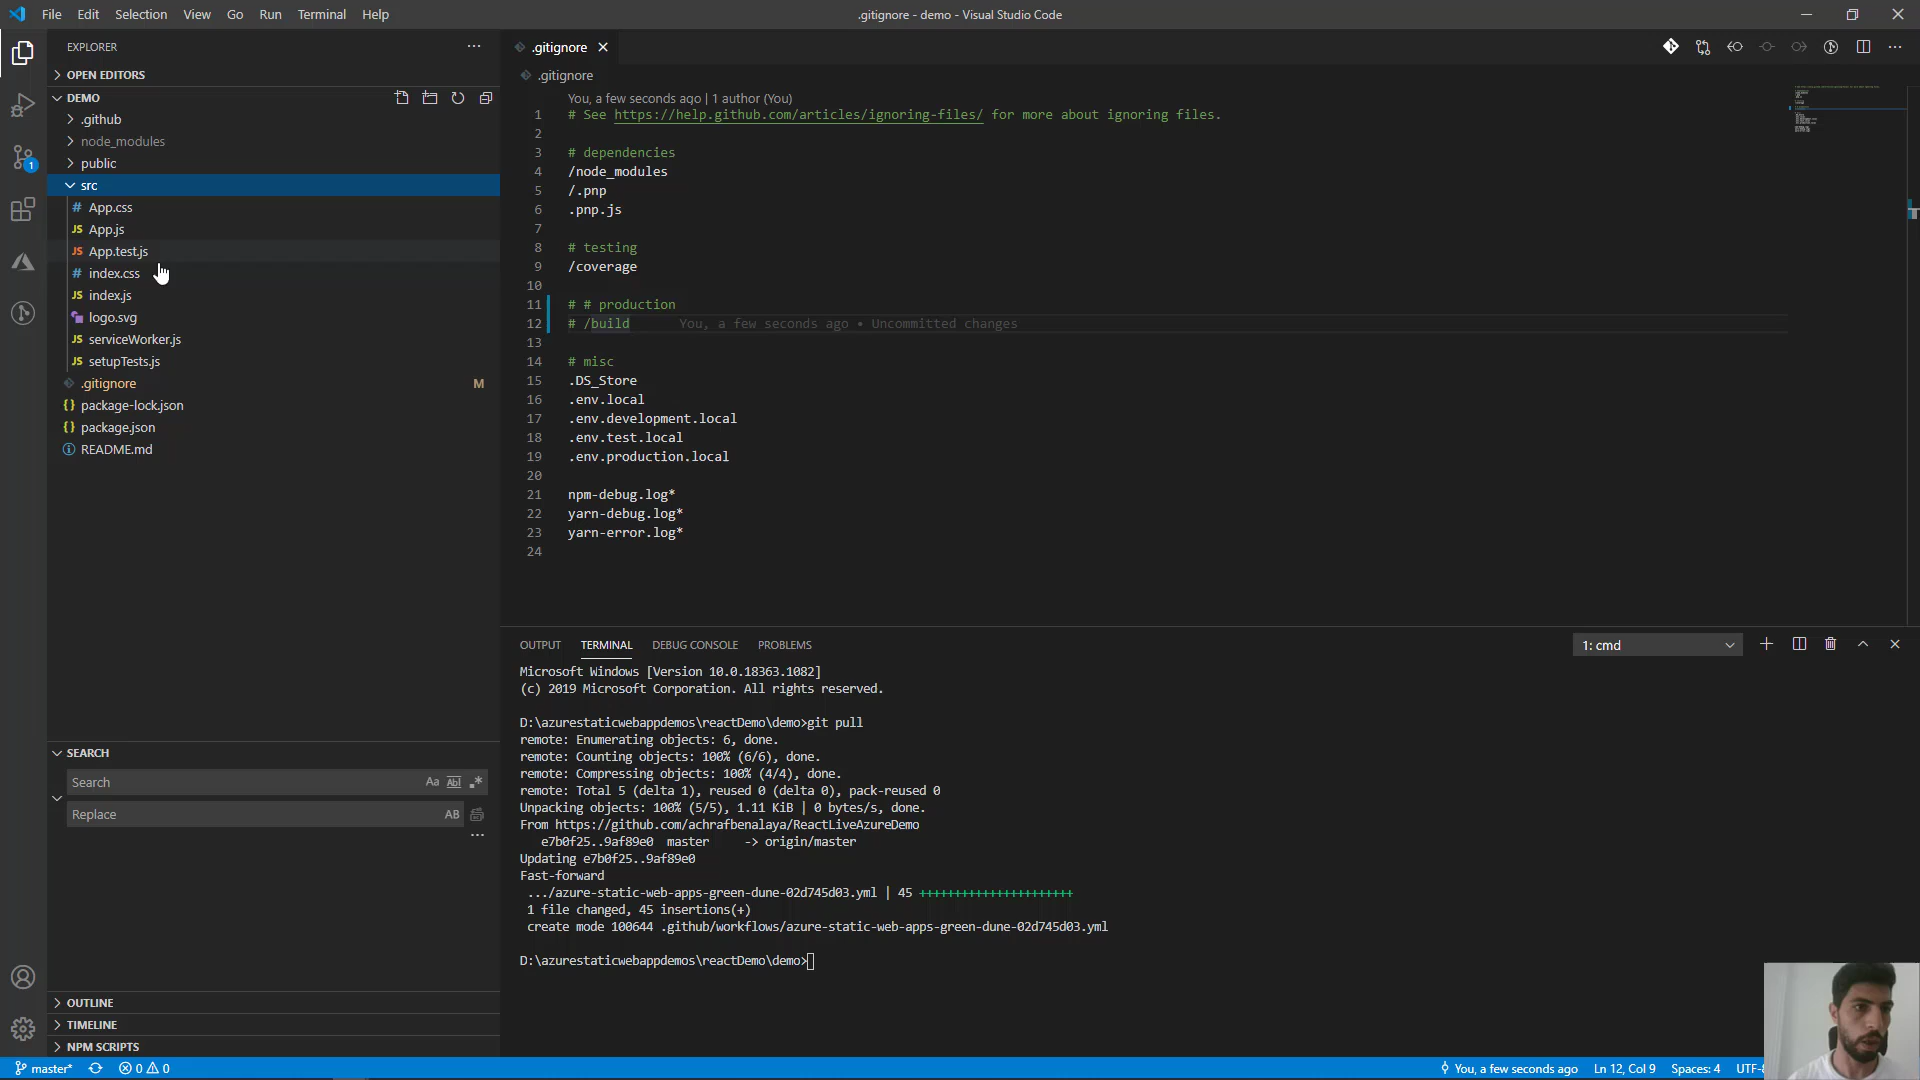 File Edit Selection View Go Run Terminal Help
.gitignore - demo - Visual Studio Code
EXPLORER
OPEN EDITORS
DEMO
.github
node_modules
public
src
# App.css
JS App.js
JS App.test.js
# index.css
JS index.js
logo.svg
JS serviceWorker.js
JS setupTests.js
.gitignore M
{} package-lock.json
{} package.json
README.md
1
SEARCH
Search Aa Abl .*
Replace AB
OUTLINE
TIMELINE
NPM SCRIPTS
.gitignore
.gitignore
You, a few seconds ago | 1 author (You)
1 # See https://help.github.com/articles/ignoring-files/ for more about ignoring files.
2
3 # dependencies
4 /node_modules
5 /.pnp
6 .pnp.js
7
8 # testing
9 /coverage
10
11 # # production
12 # /build You, a few seconds ago • Uncommitted changes
13
14 # misc
15 .DS_Store
16 .env.local
17 .env.development.local
18 .env.test.local
19 .env.production.local
20
21 npm-debug.log*
22 yarn-debug.log*
23 yarn-error.log*
24
OUTPUT TERMINAL DEBUG CONSOLE PROBLEMS
1: cmd
Microsoft Windows [Version 10.0.18363.1082]
(c) 2019 Microsoft Corporation. All rights reserved.
D:\azurestaticwebappdemos\reactDemo\demo>git pull
remote: Enumerating objects: 6, done.
remote: Counting objects: 100% (6/6), done.
remote: Compressing objects: 100% (4/4), done.
remote: Total 5 (delta 1), reused 0 (delta 0), pack-reused 0
Unpacking objects: 100% (5/5), 1.11 KiB | 0 bytes/s, done.
From https://github.com/achrafbenalaya/ReactLiveAzureDemo
e7b0f25..9af89e0 master -> origin/master
Updating e7b0f25..9af89e0
Fast-forward
.../azure-static-web-apps-green-dune-02d745d03.yml | 45 ++++++++++++++++++++++
1 file changed, 45 insertions(+)
create mode 100644 .github/workflows/azure-static-web-apps-green-dune-02d745d03.yml
D:\azurestaticwebappdemos\reactDemo\demo>
master* 0 0
You, a few seconds ago Ln 12, Col 9 Spaces: 4 UTF-